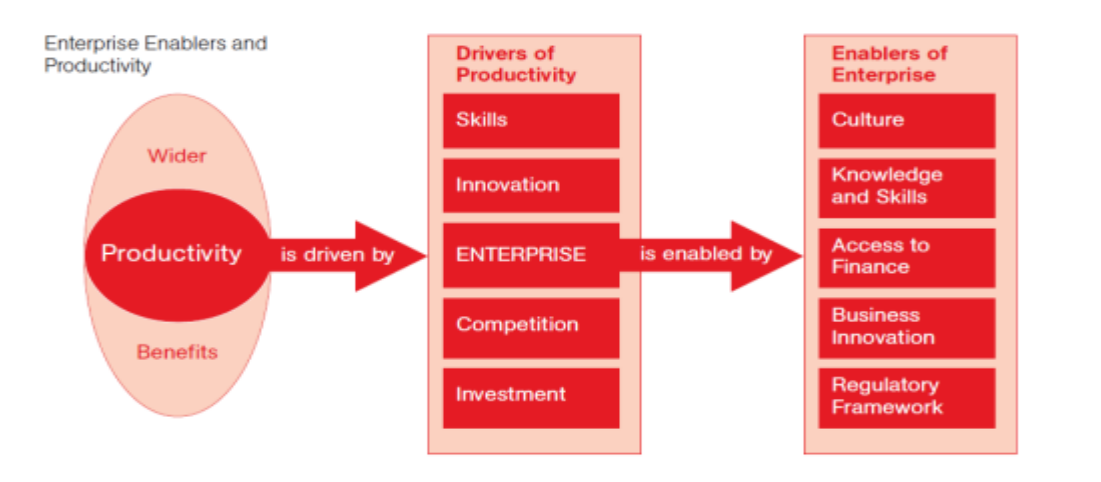 Enterprise Enablers and
Productivity
Wider
Productivity
Benefits
is driven by
Drivers of
Productivity
Skills
Innovation
ENTERPRISE
Competition
Investment
is enabled by
Enablers of
Enterprise
Culture
Knowledge
and Skills
Access to
Finance
Business
Innovation
Regulatory
Framework